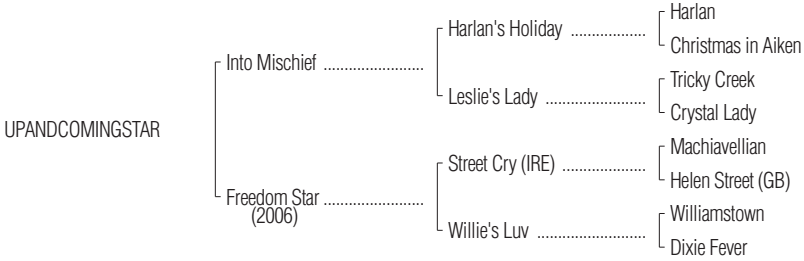 Harlan
Harlan's Holiday ....................
Christmas in Aiken
Into Mischief ...........................
Tricky Creek
Leslie's Lady ...........................
Crystal Lady
UPANDCOMINGSTAR
Machiavellian
Street Cry (IRE) .......................
Helen Street (GB)
Freedom Star ...........................
(2006)
Williamstown
Willie's Luv .............................
Dixie Fever